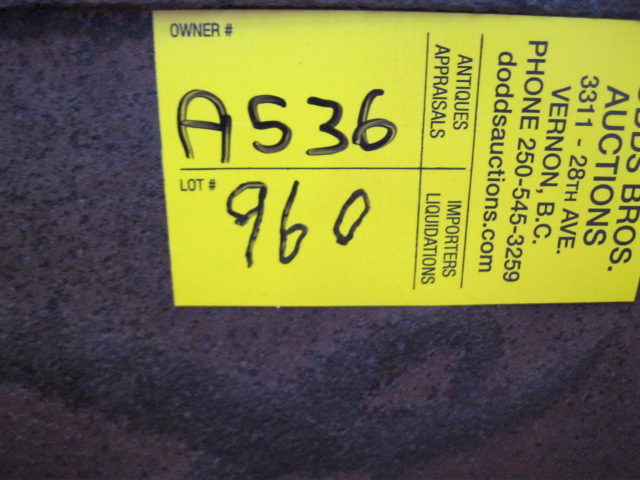 OWNER #
A536
LOT #
960
ANTIQUES
APPRAISALS
IMPORTERS
LIQUIDATIONS
BROS.
AUCTIONS
3311 - 28TH AVE.
VERNON, B.C.
PHONE 250-545-3259
doddsauctions.com